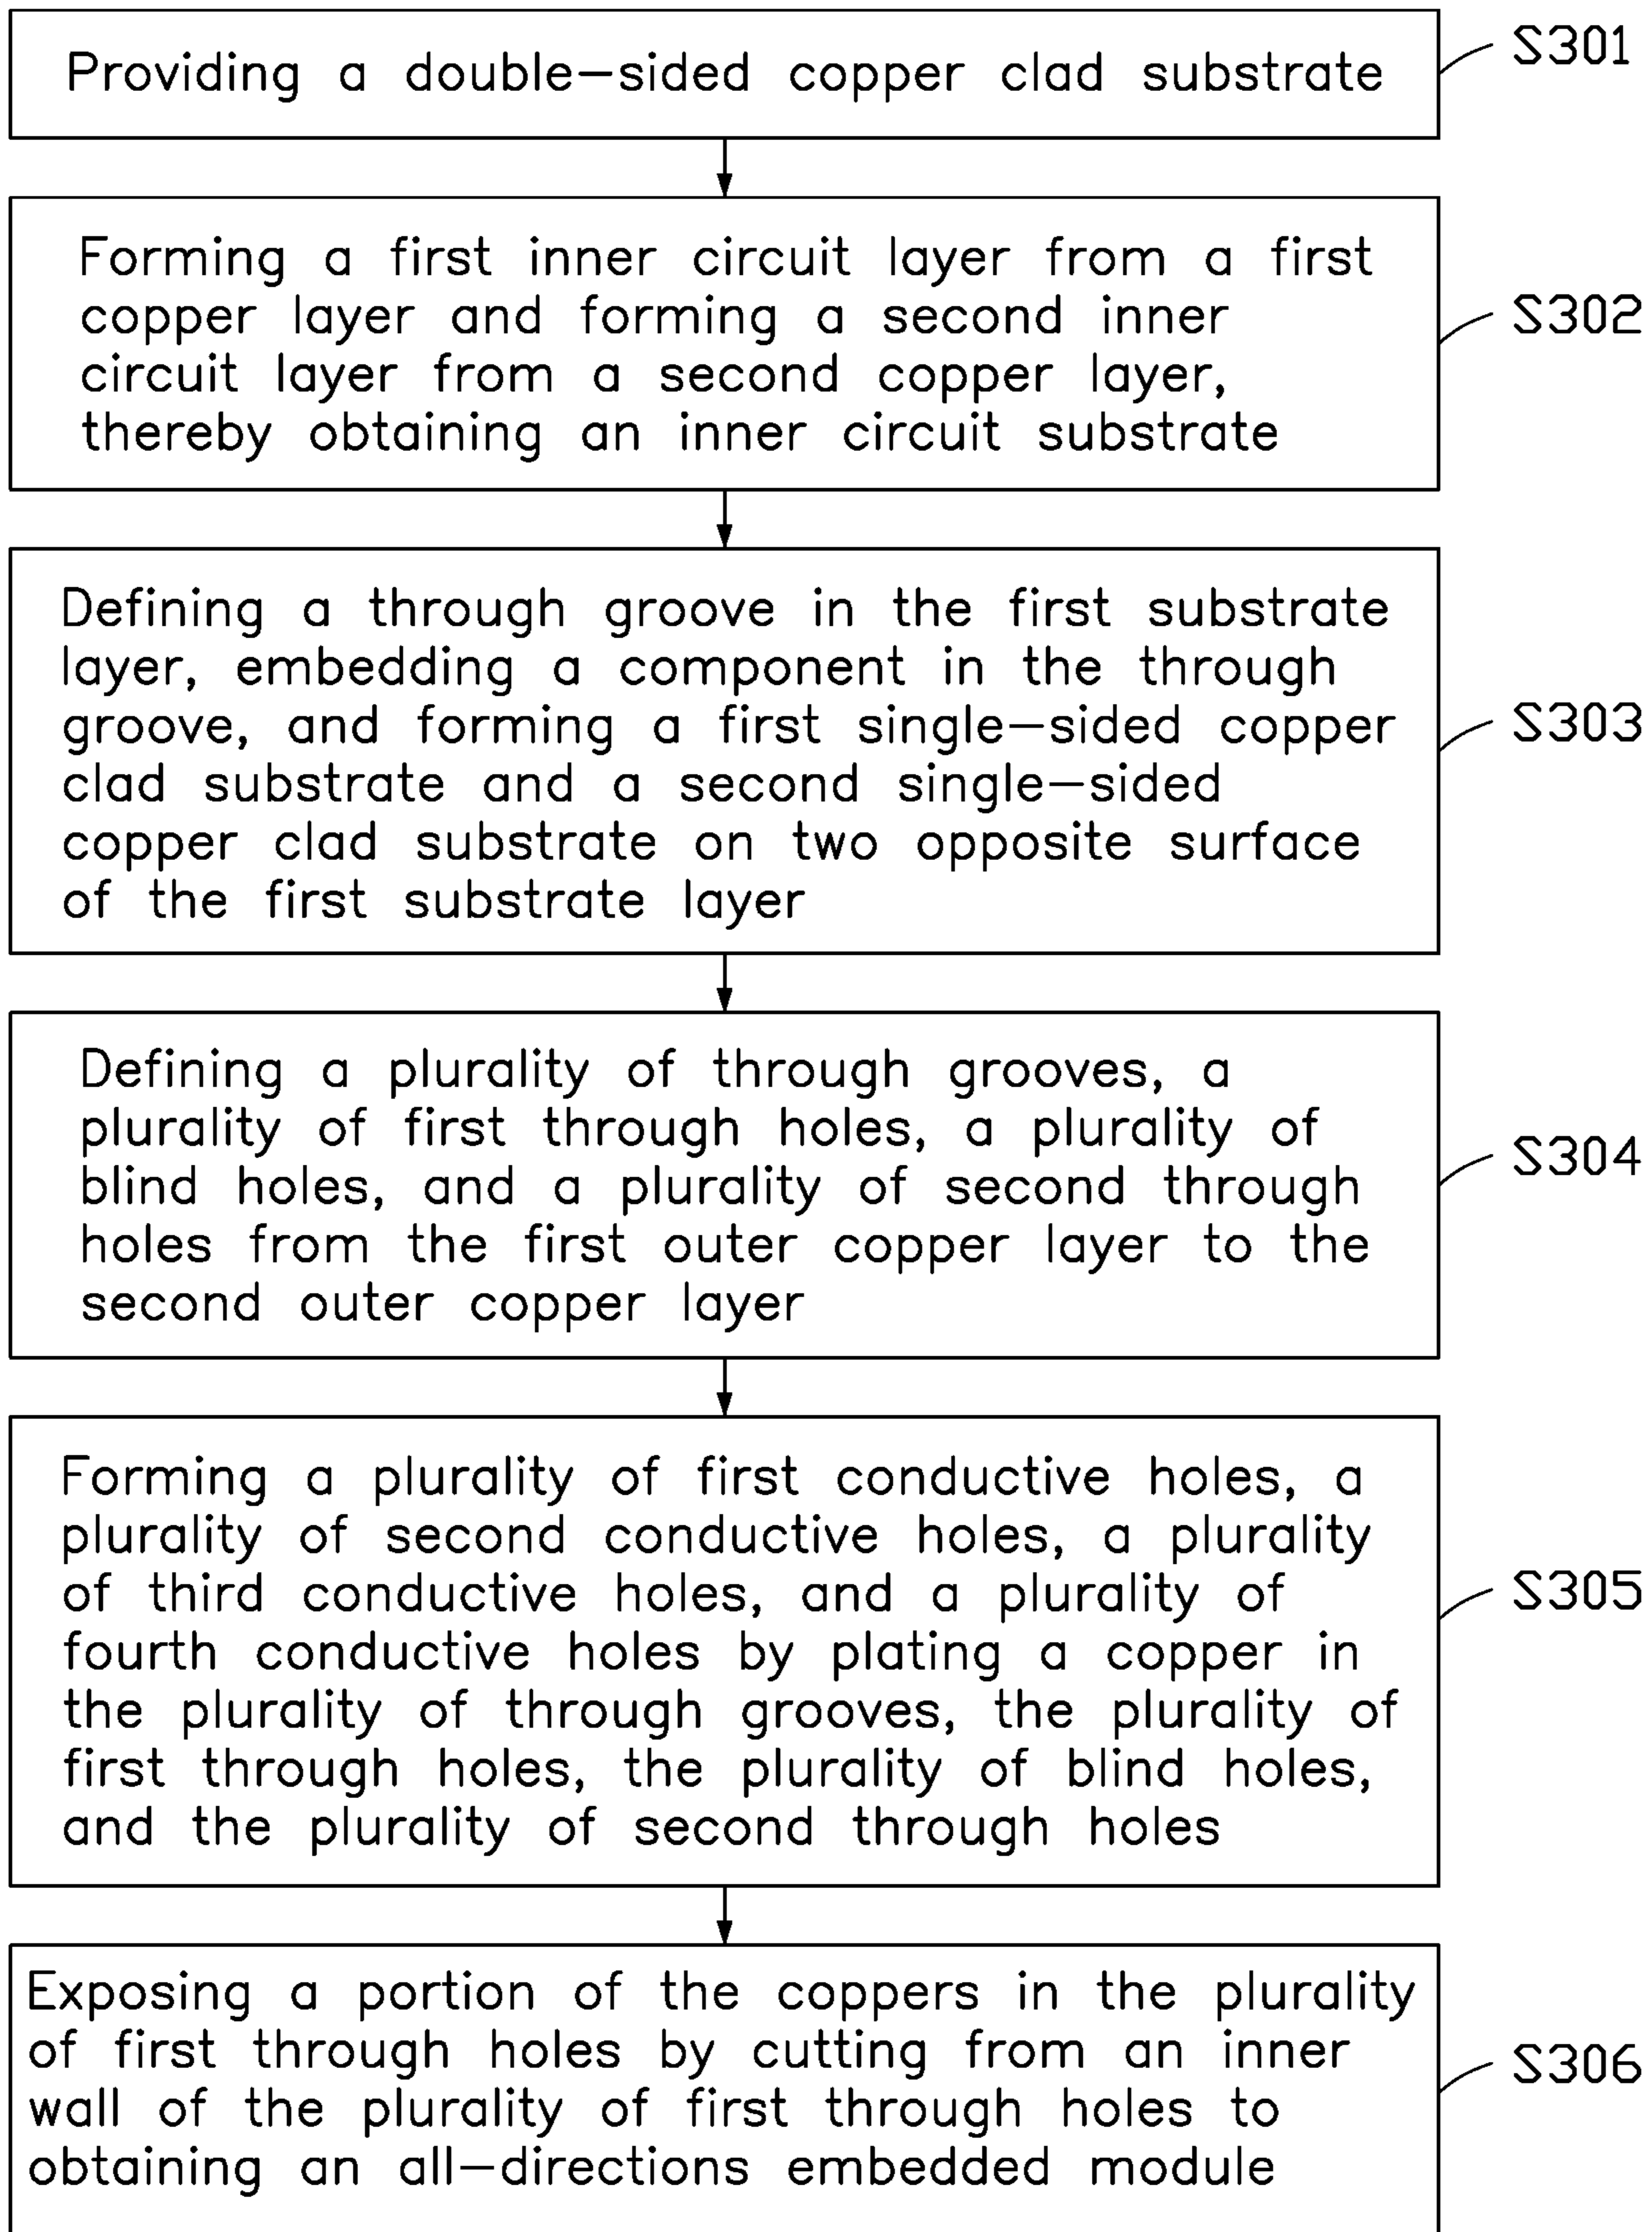 Providing a double-sided copper clad substrate
S301
Forming a first inner circuit layer from a first
copper layer and forming a second inner
circuit layer from a second copper layer,
thereby obtaining an inner circuit substrate
S302
Defining a through groove in the first substrate
layer, embedding a component in the through
groove, and forming a first single-sided copper
clad substrate and a second single-sided
copper clad substrate on two opposite surface
of the first substrate layer
S303
Defining a plurality of through grooves, a
plurality of first through holes, a plurality of
blind holes, and a plurality of second through
holes from the first outer copper layer to the
second outer copper layer
S304
Forming a plurality of first conductive holes, a
plurality of second conductive holes, a plurality
of third conductive holes, and a plurality of
fourth conductive holes by plating a copper in
the plurality of through grooves, the plurality of
first through holes, the plurality of blind holes,
and the plurality of second through holes
S305
Exposing a portion of the coppers in the plurality
of first through holes by cutting from an inner
wall of the plurality of first through holes to
obtaining an all-directions embedded module
S306